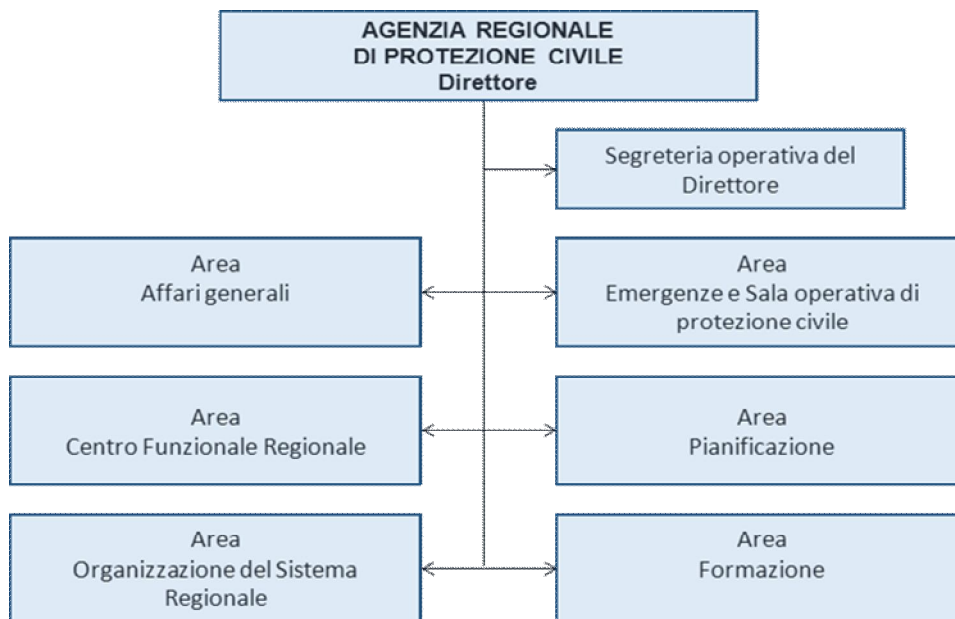 AGENZIA REGIONALE
DI PROTEZIONE CIVILE
Direttore
Segreteria operativa del
Direttore
Area
Affari generali
Area
Emergenze e Sala operativa di
protezione civile
Area
Centro Funzionale Regionale
Area
Pianificazione
Area
Organizzazione del Sistema
Regionale
Area
Formazione